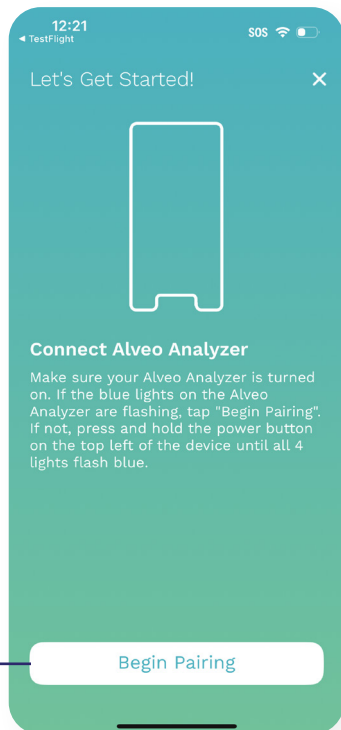 12:21
SOS
◀ TestFlight
Let's Get Started!
Connect Alveo Analyzer
Make sure your Alveo Analyzer is turned
on. If the blue lights on the Alveo
Analyzer are flashing, tap "Begin Pairing".
If not, press and hold the power button
on the top left of the device until all 4
lights flash blue.
Begin Pairing